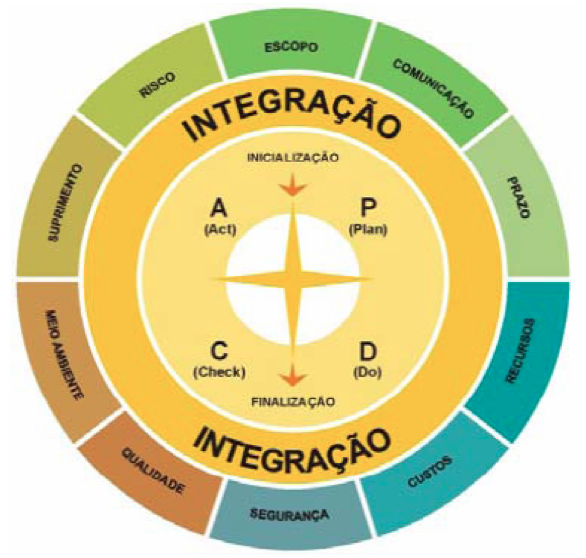 ESCOPO
COMUNICAÇÃO
RISCO
INTEGRAÇÃO
INICIALIZAÇÃO
SUPRIMENTO
PRAZO
A
(Act)
P
(Plan)
C
(Check)
D
(Do)
MEIO AMBIENTE
RECURSOS
FINALIZAÇÃO
INTEGRAÇÃO
QUALIDADE
CUSTOS
SEGURANÇA